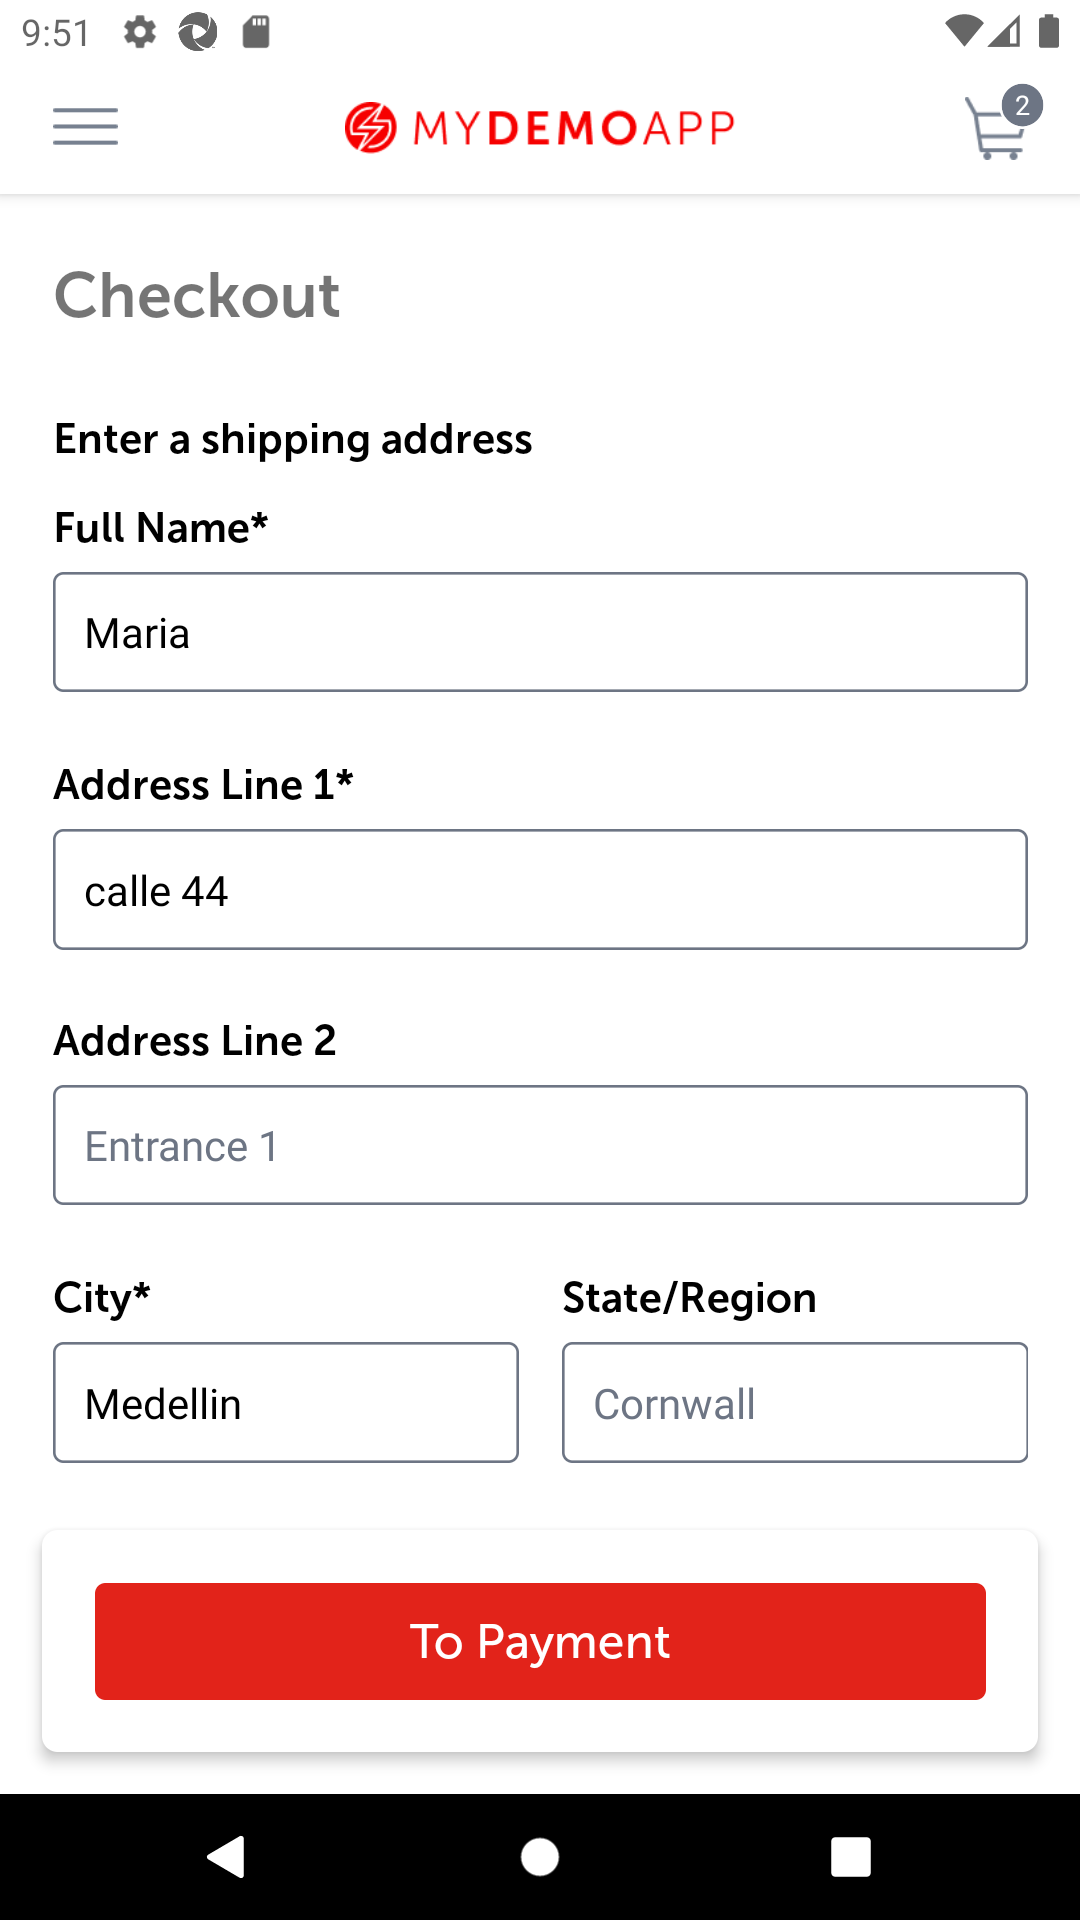 9:51
MYDEMOAPP
2
Checkout
Enter a shipping address
Full Name*
Maria
Address Line 1*
calle 44
Address Line 2
Entrance 1
City* State/Region
Medellin Cornwall
To Payment